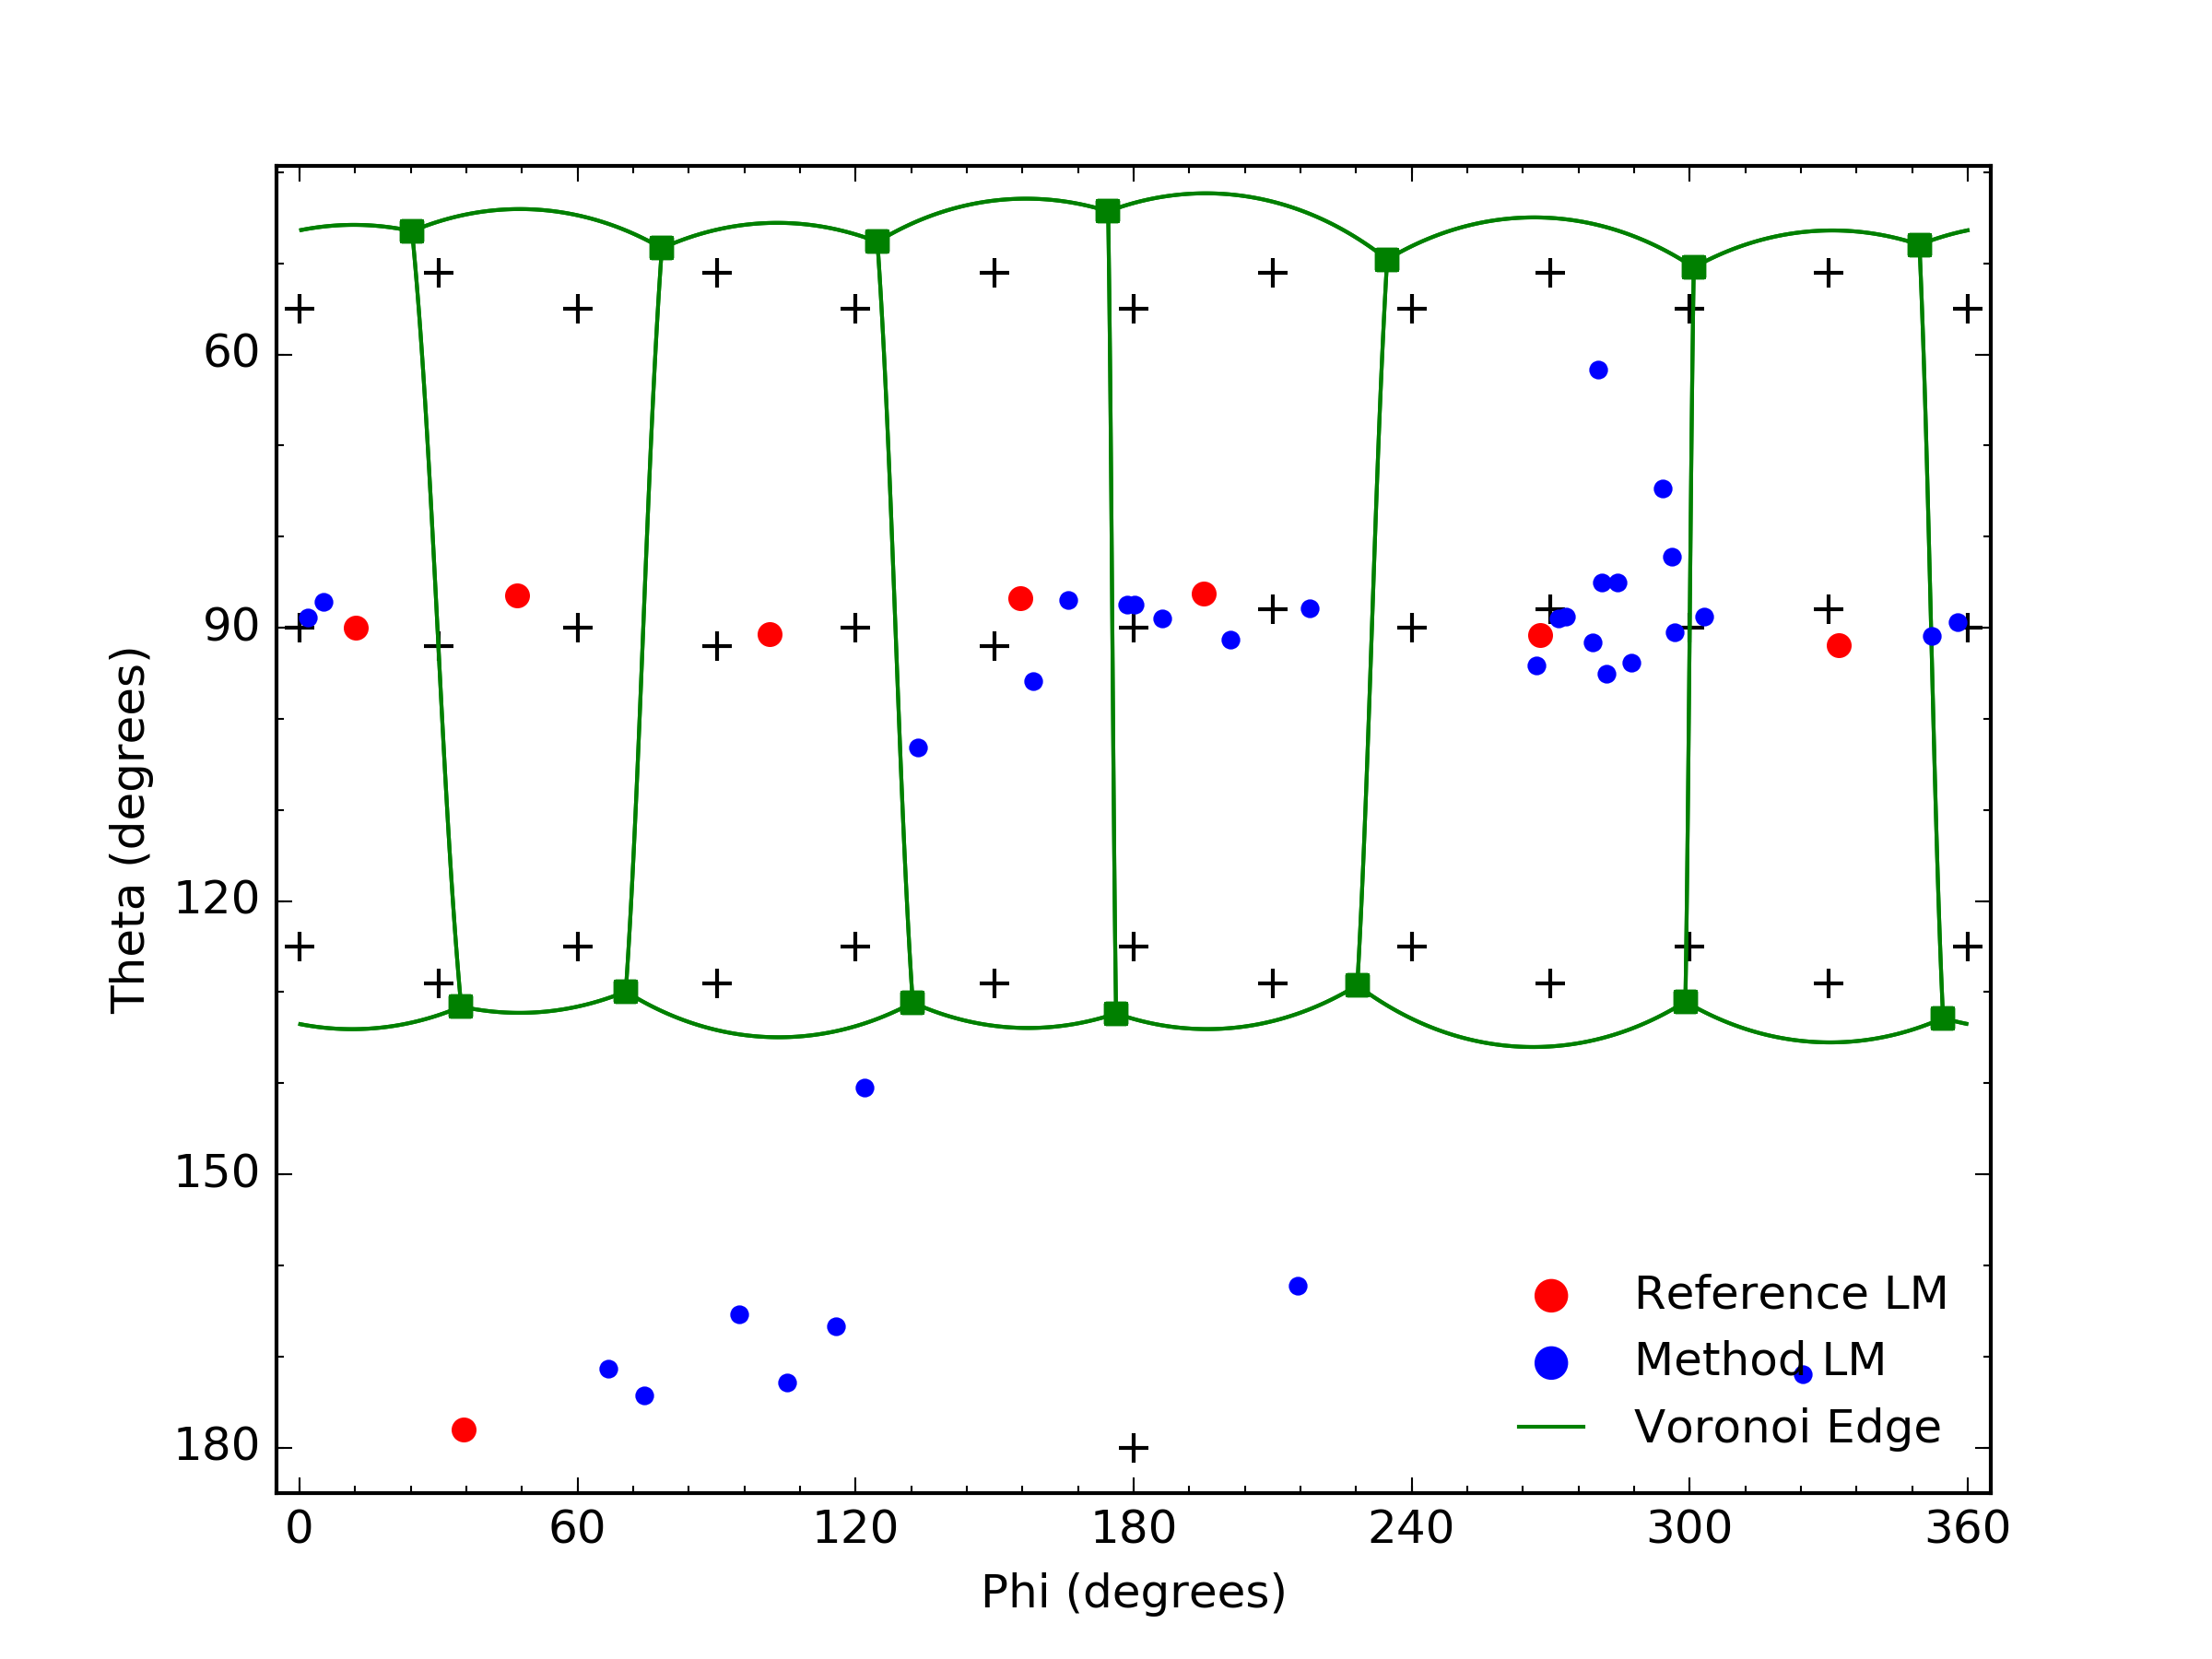 60
90
120
150
180
Theta (degrees)
Reference LM
Method LM
Voronoi Edge
0 60 120 180 240 300 360
Phi (degrees)